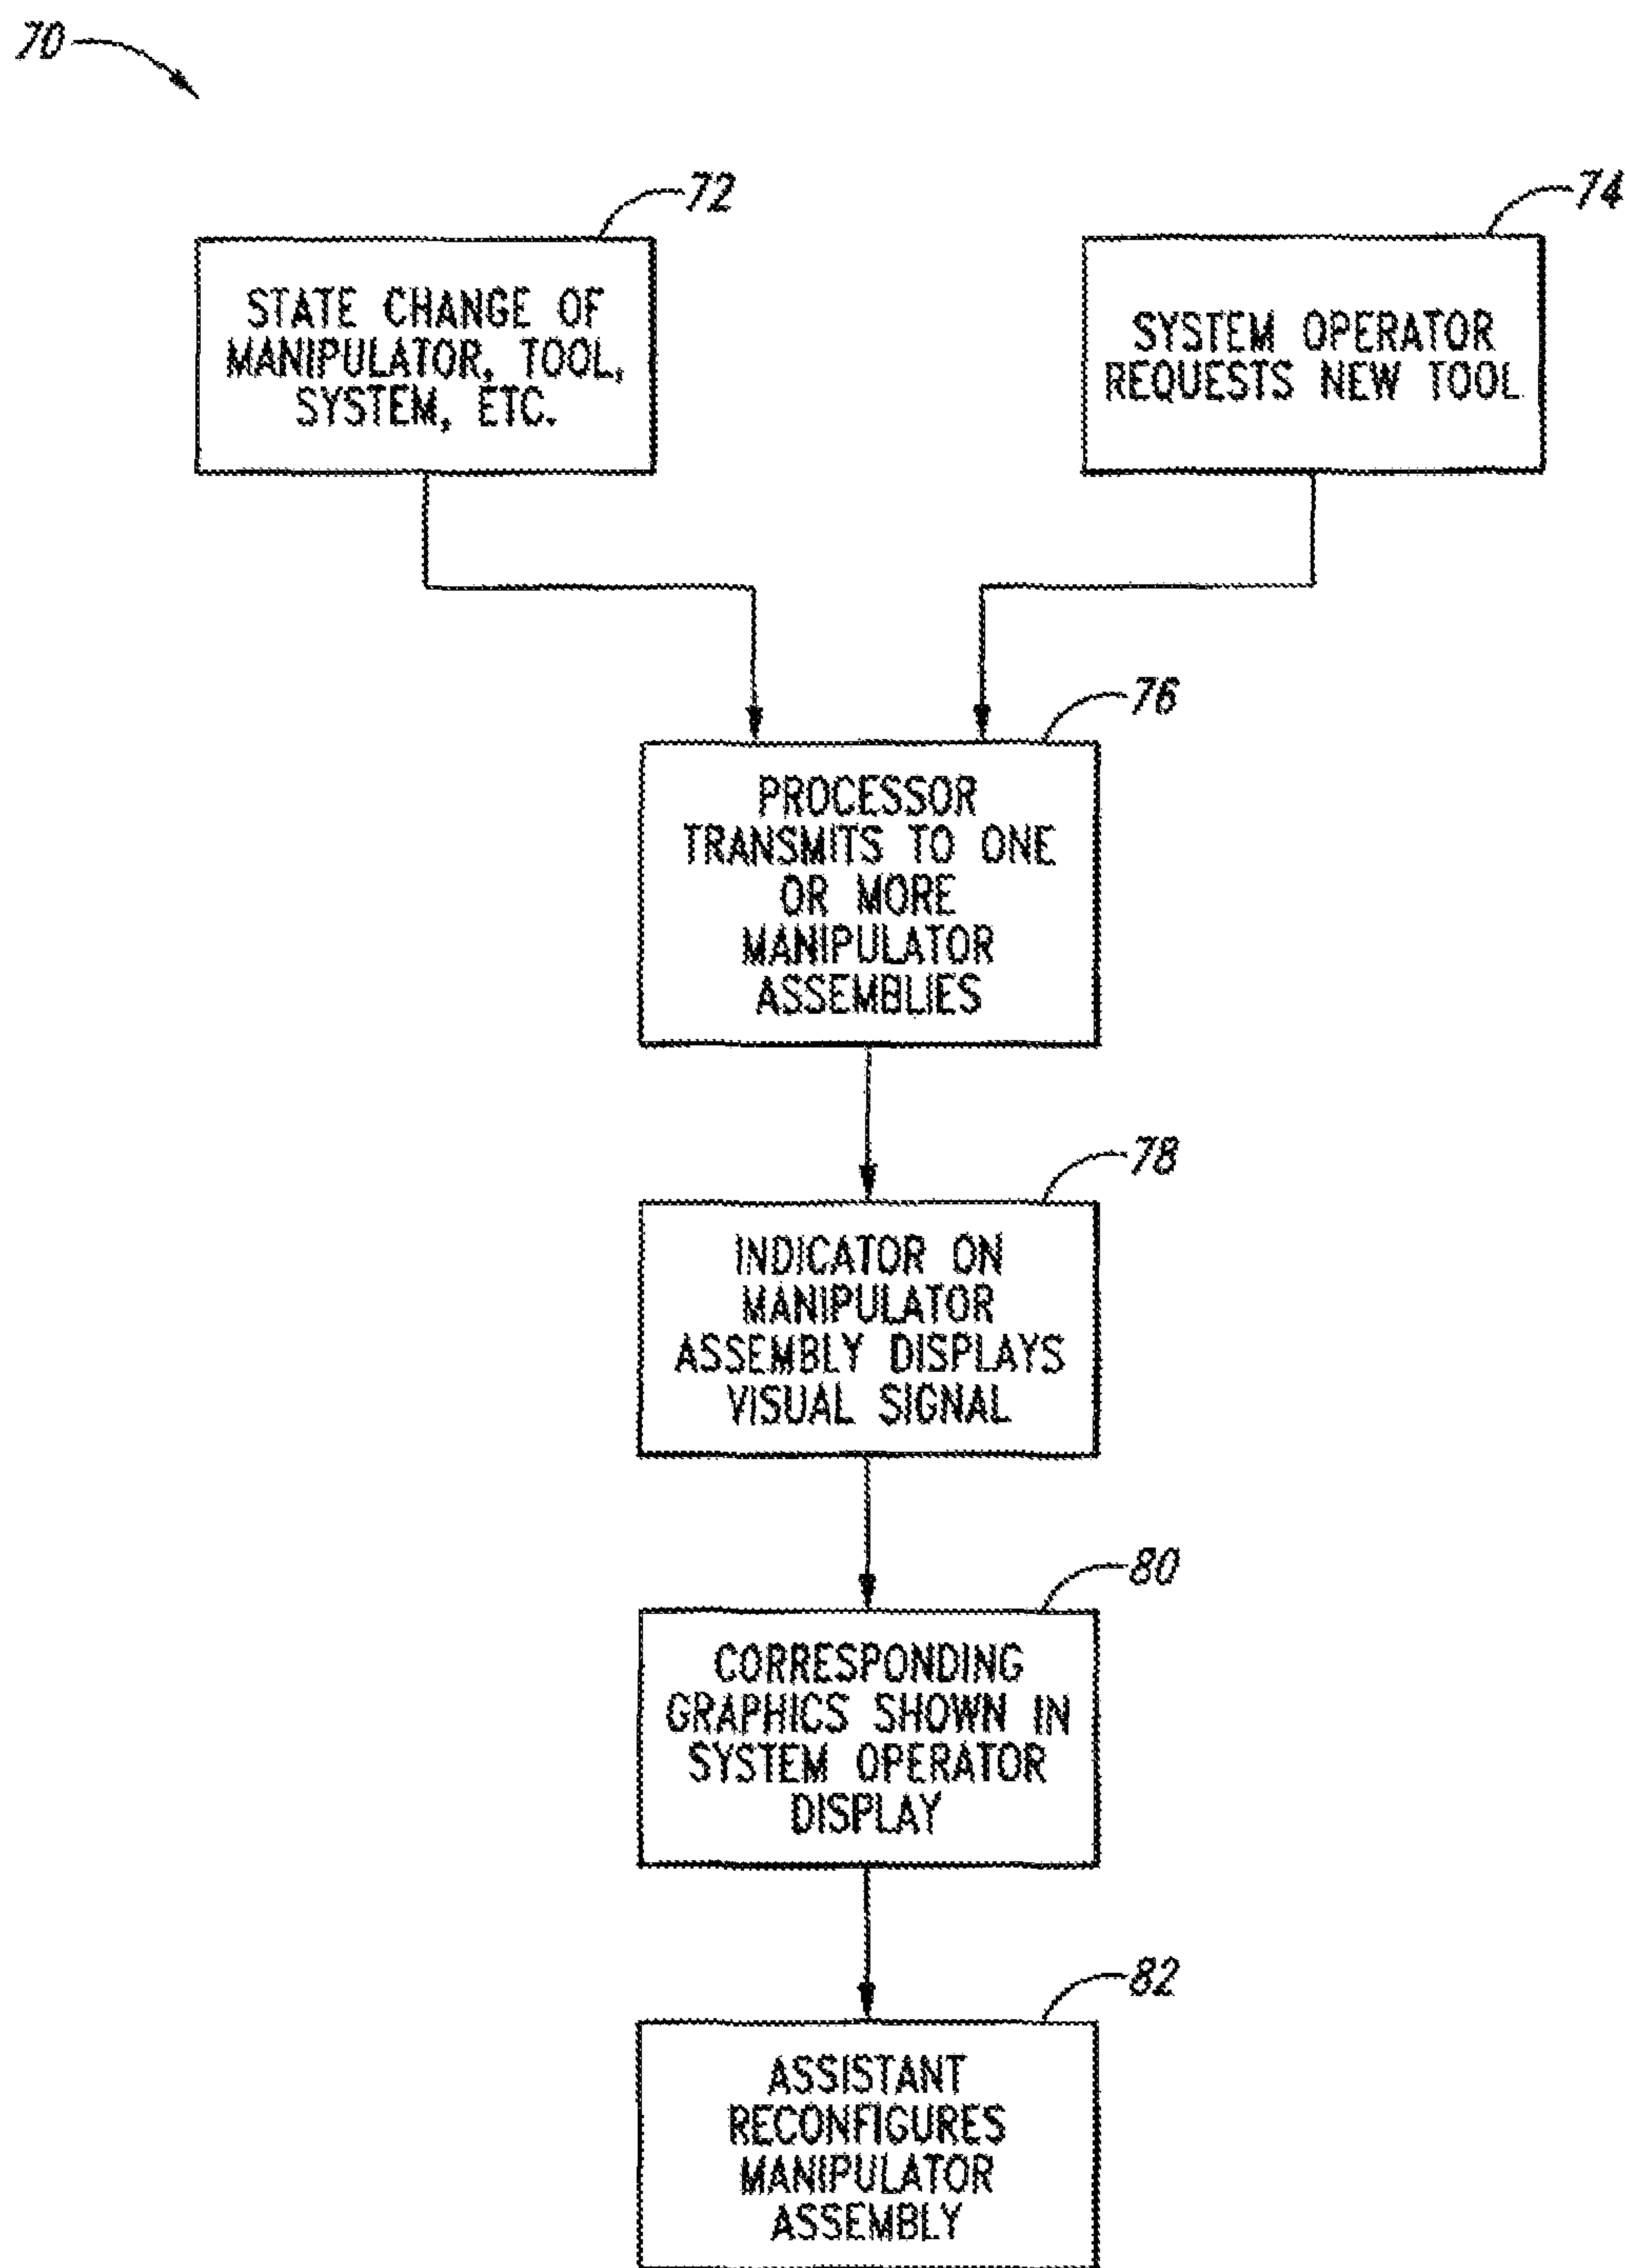 70
72
74
STATE CHANGE OF
MANIPULATOR, TOOL,
SYSTEM, ETC.
SYSTEM OPERATOR
REQUESTS NEW TOOL
76
PROCESSOR
TRANSMITS TO ONE
OR MORE
MANIPULATOR
ASSEMBLIES
78
INDICATOR ON
MANIPULATOR
ASSEMBLY DISPLAYS
VISUAL SIGNAL
80
CORRESPONDING
GRAPHICS SHOWN IN
SYSTEM OPERATOR
DISPLAY
82
ASSISTANT
RECONFIGURES
MANIPULATOR
ASSEMBLY